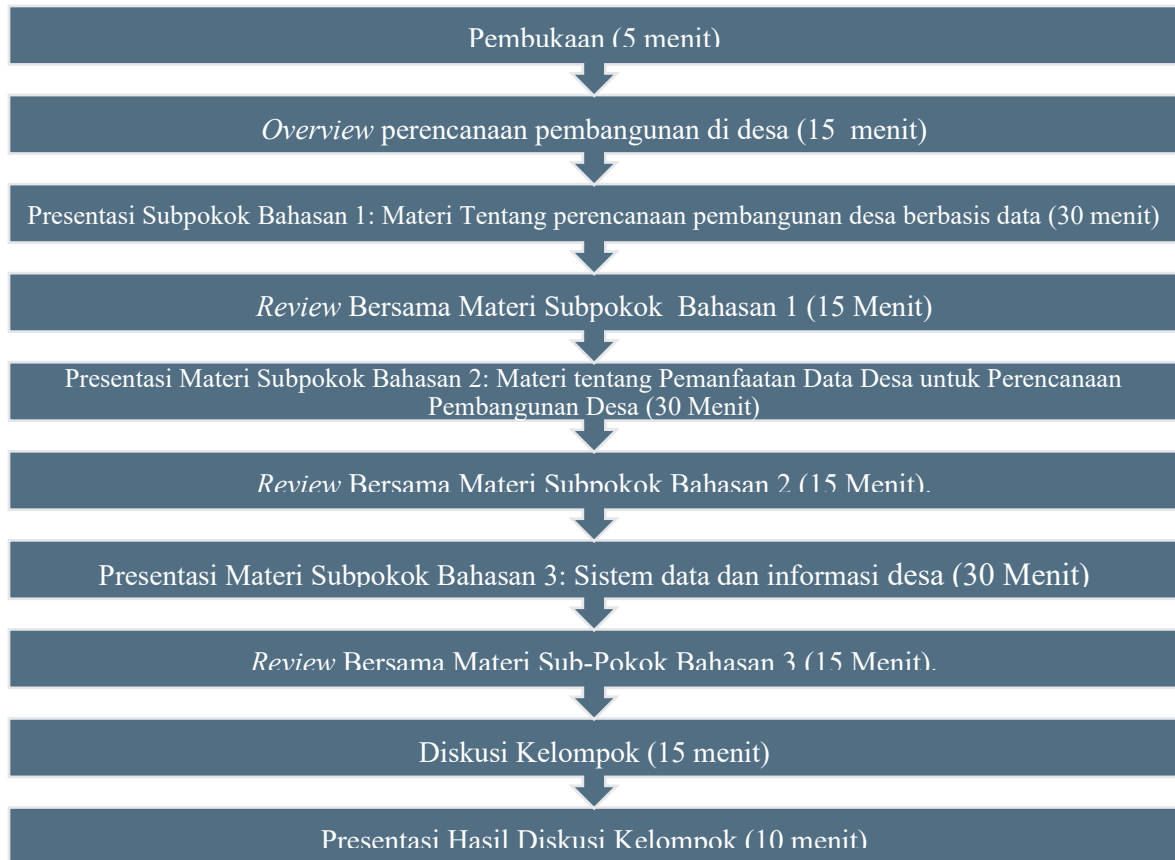 Pembukaan (5 menit)
Overview perencanaan pembangunan di desa (15 menit)
Presentasi Subpokok Bahasan 1: Materi Tentang perencanaan pembangunan desa berbasis data (30 menit)
Review Bersama Materi Subpokok Bahasan 1 (15 Menit)
Presentasi Materi Subpokok Bahasan 2: Materi tentang Pemanfaatan Data Desa untuk Perencanaan
Pembangunan Desa (30 Menit)
Review Bersama Materi Subpokok Bahasan 2 (15 Menit).
Presentasi Materi Subpokok Bahasan 3: Sistem data dan informasi desa (30 Menit)
Review Bersama Materi Sub-Pokok Bahasan 3 (15 Menit).
Diskusi Kelompok (15 menit)
Presentasi Hasil Diskusi Kelompok (10 menit)